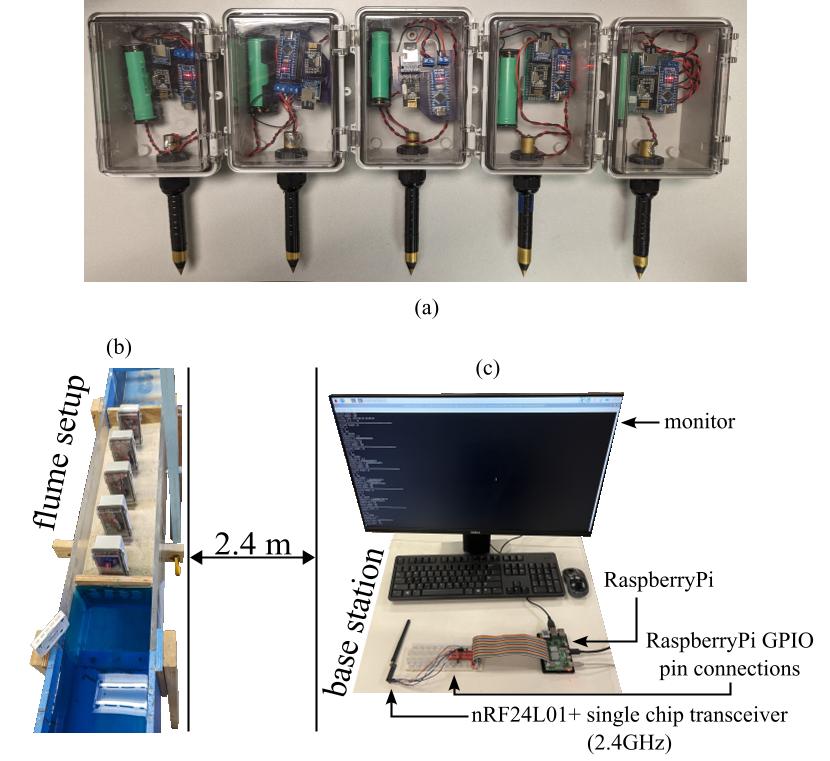 (a)
(b)
flume setup
2.4 m
(c)
monitor
base station
RaspberryPi
RaspberryPi GPIO
pin connections
nRF24L01+ single chip transceiver
(2.4GHz)